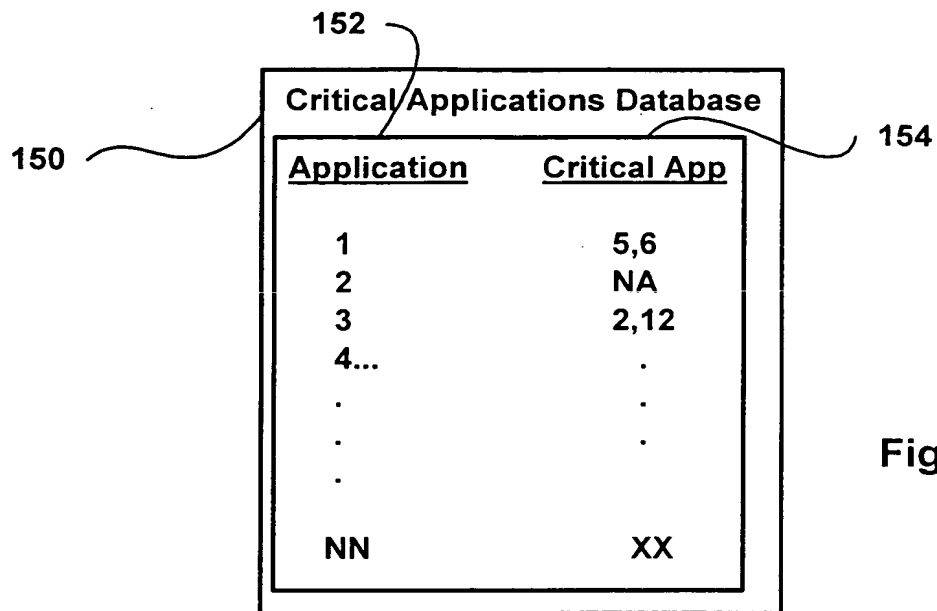 152
Critical Applications Database
150
154
Application Critical App
1 5,6
2 NA
3 2,12
4... .
. .
. .
.
Fig
NN XX